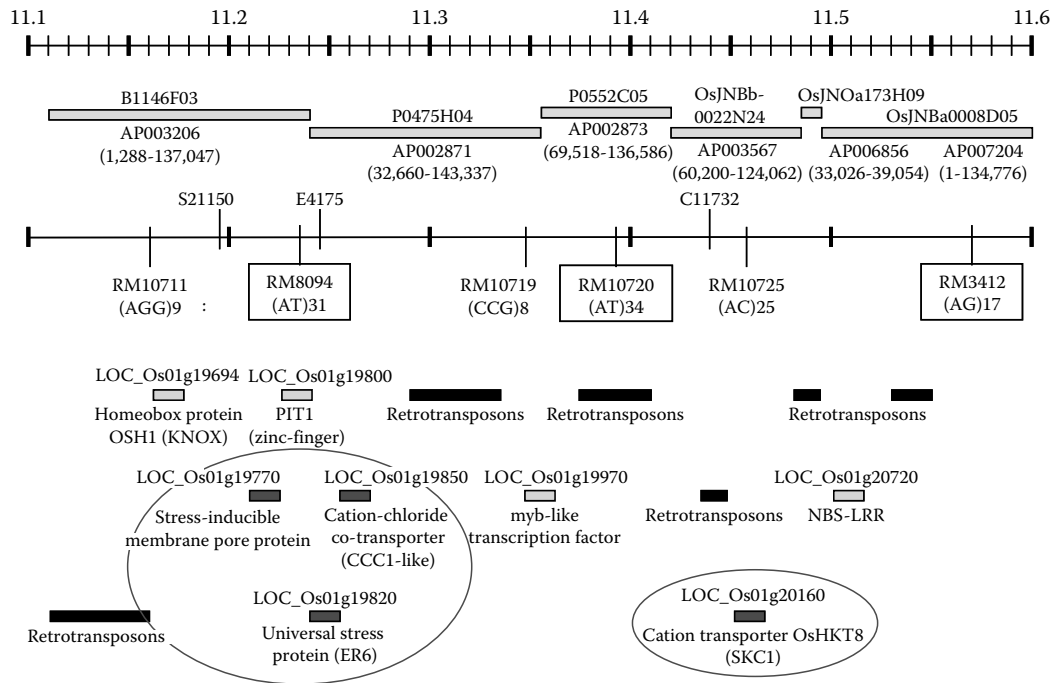 11.1 11.2 11.3 11.4 11.5 11.6
B1146F03
AP003206
(1,288-137,047)
P0475H04
AP002871
(32,660-143,337)
P0552C05
AP002873
(69,518-136,586)
OsJNBb-
0022N24
AP003567
(60,200-124,062)
OsJNOa173H09
AP006856
(33,026-39,054)
OsJNBa0008D05
AP007204
(1-134,776)
S21150
E4175
C11732
RM10711
(AGG)9 :
RM8094
(AT)31
RM10719
(CCG)8
RM10720
(AT)34
RM10725
(AC)25
RM3412
(AG)17
LOC_Os01g19694
Homeobox protein
OSH1 (KNOX)
LOC_Os01g19800
PIT1
(zinc-finger)
Retrotransposons
Retrotransposons
Retrotransposons
LOC_Os01g19770
Stress-inducible
membrane pore protein
LOC_Os01g19850
Cation-chloride
co-transporter
(CCC1-like)
LOC_Os01g19970
myb-like
transcription factor
Retrotransposons
LOC_Os01g20720
NBS-LRR
Retrotransposons
LOC_Os01g19820
Universal stress
protein (ER6)
LOC_Os01g20160
Cation transporter OsHKT8
(SKC1)